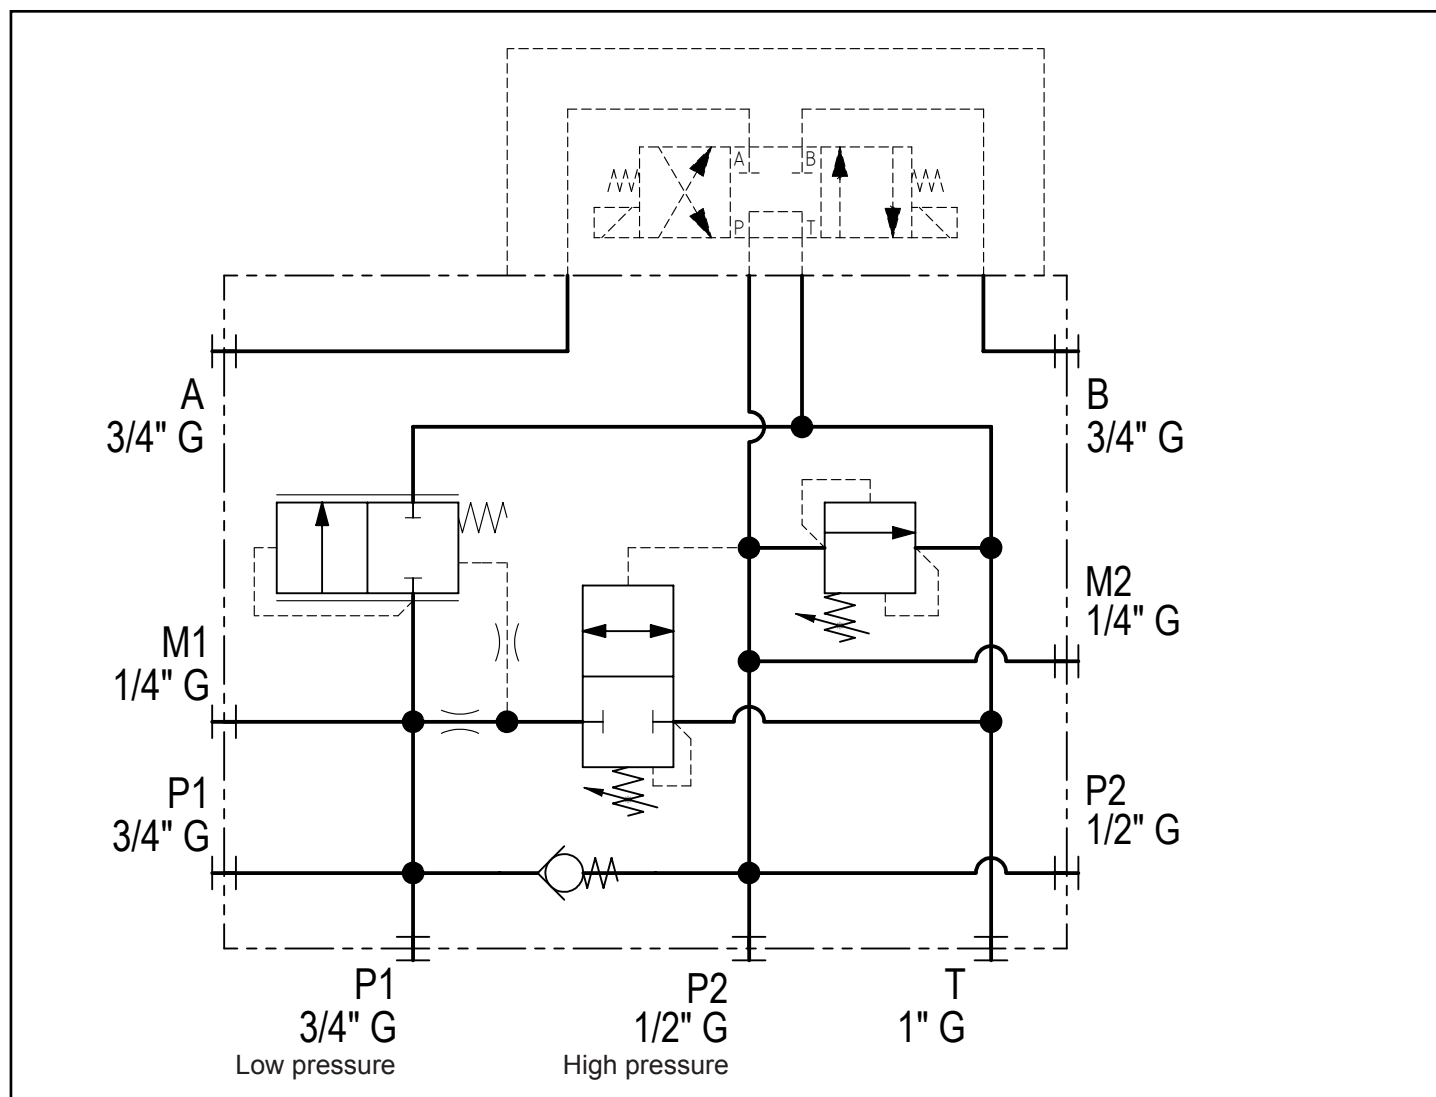 A
B
P
T
A
3/4" G
B
3/4" G
M1
1/4" G
M2
1/4" G
P1
3/4" G
P2
1/2" G
P1
3/4" G
Low pressure
P2
1/2" G
High pressure
T
1" G